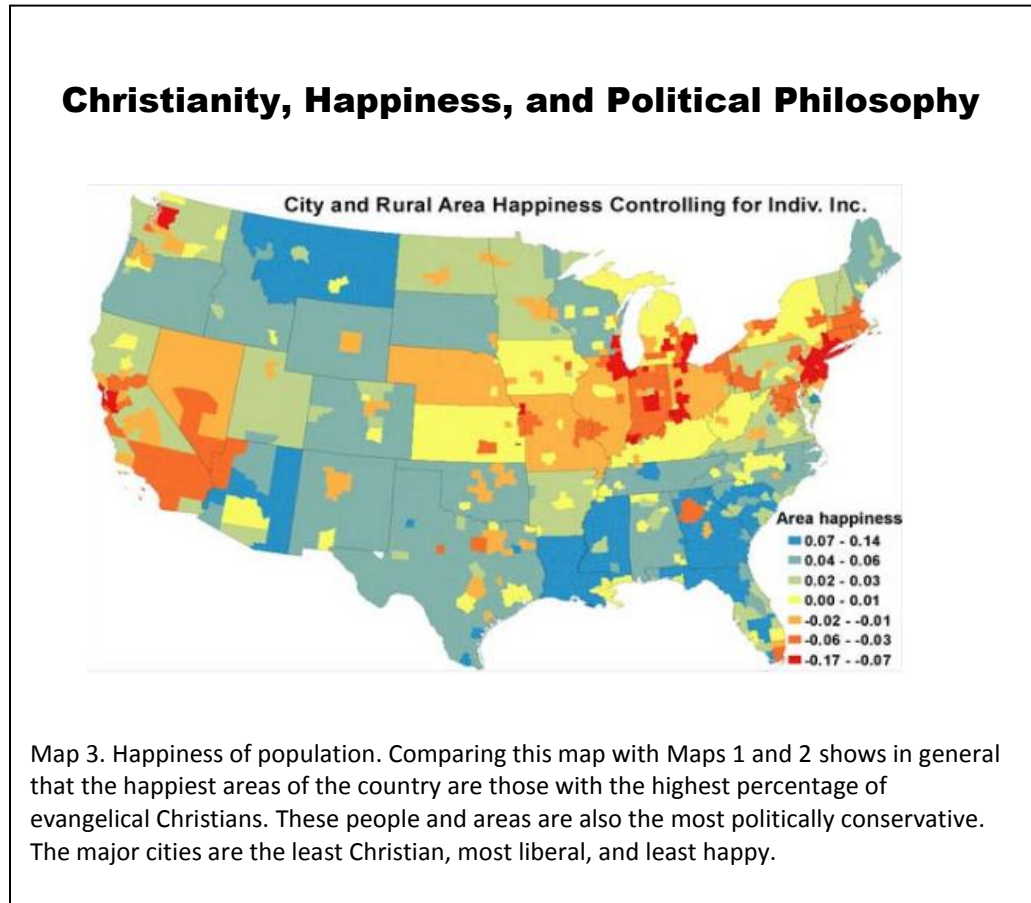 Christianity, Happiness, and Political Philosophy
City and Rural Area Happiness Controlling for Indiv. Inc.
Area happiness
0.07 - 0.14
0.04 - 0.06
0.02 - 0.03
0.00 - 0.01
-0.02 - -0.01
-0.06 - -0.03
-0.17 - -0.07
Map 3. Happiness of population. Comparing this map with Maps 1 and 2 shows in general
that the happiest areas of the country are those with the highest percentage of
evangelical Christians. These people and areas are also the most politically conservative.
The major cities are the least Christian, most liberal, and least happy.